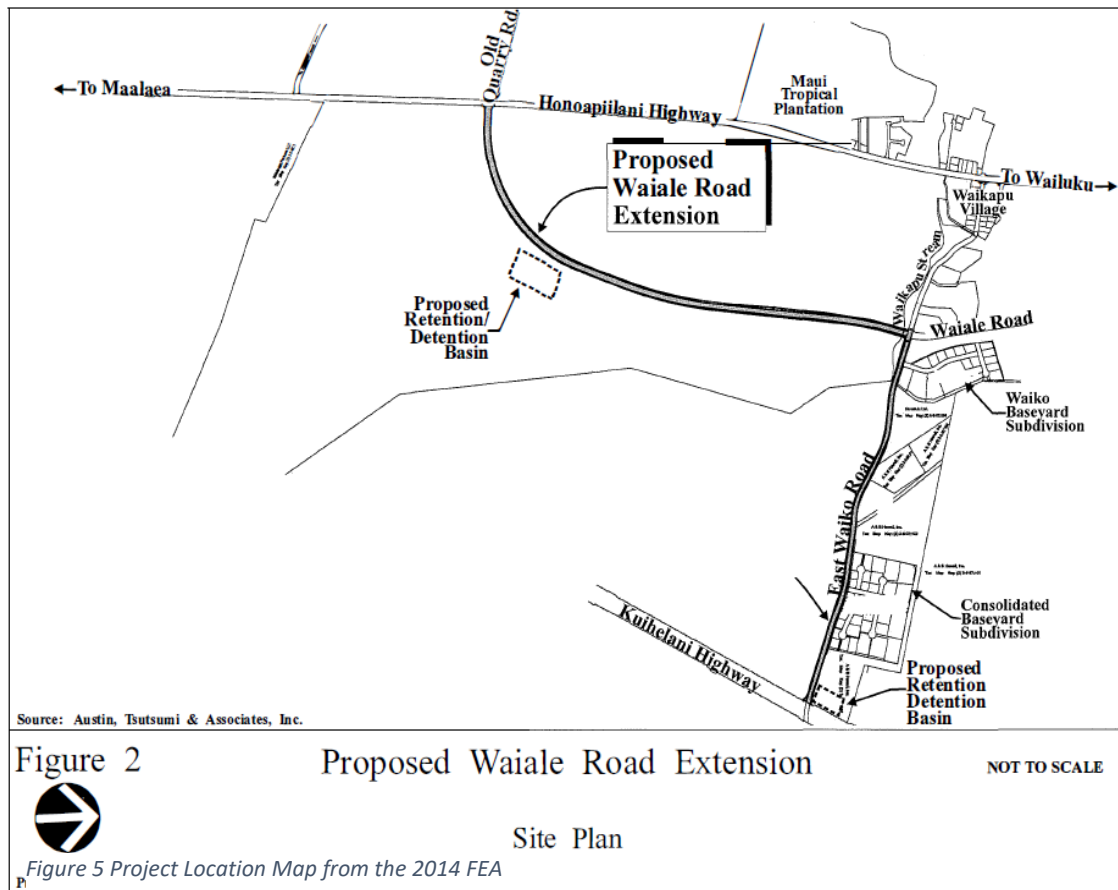 Old
Quarry Rd.
To Maalaea
Honoapiilani Highway
Maui
Tropical
Plantation
To Wailuku
Waikapu
Village
Proposed
Waiale Road
Extension
Waikapu Stream
Proposed
Retention/
Detention
Basin
Waiale Road
Waiko
Baseyard
Subdivision
East Waiko Road
Consolidated
Baseyard
Subdivision
Kuihelani Highway
Proposed
Retention
Detention
Basin
Source: Austin, Tsutsumi & Associates, Inc.
Figure 2
Proposed Waiale Road Extension
NOT TO SCALE
Site Plan
Figure 5 Project Location Map from the 2014 FEA